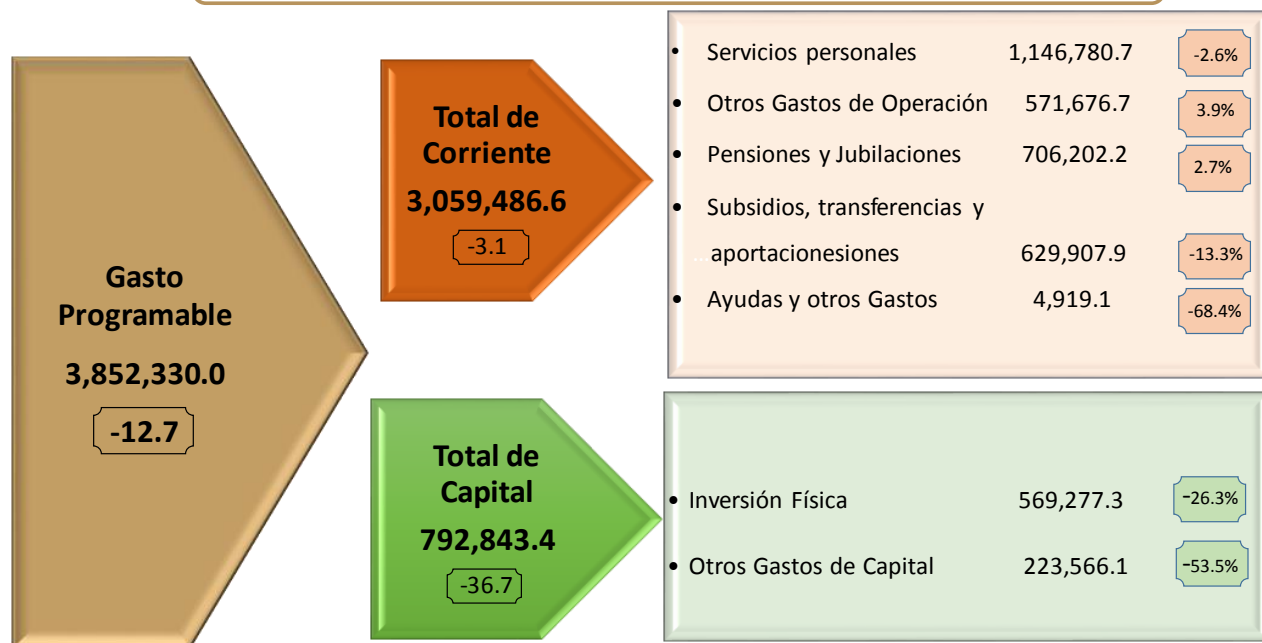 Gasto
Programable
3,852,330.0
-12.7
Total de
Corriente
3,059,486.6
-3.1
• Servicios personales 1,146,780.7 -2.6%
• Otros Gastos de Operación 571,676.7 3.9%
• Pensiones y Jubilaciones 706,202.2 2.7%
• Subsidios, transferencias y
...aportacionesiones 629,907.9 -13.3%
• Ayudas y otros Gastos 4,919.1 -68.4%
Total de
Capital
792,843.4
-36.7
• Inversión Física 569,277.3 -26.3%
• Otros Gastos de Capital 223,566.1 -53.5%